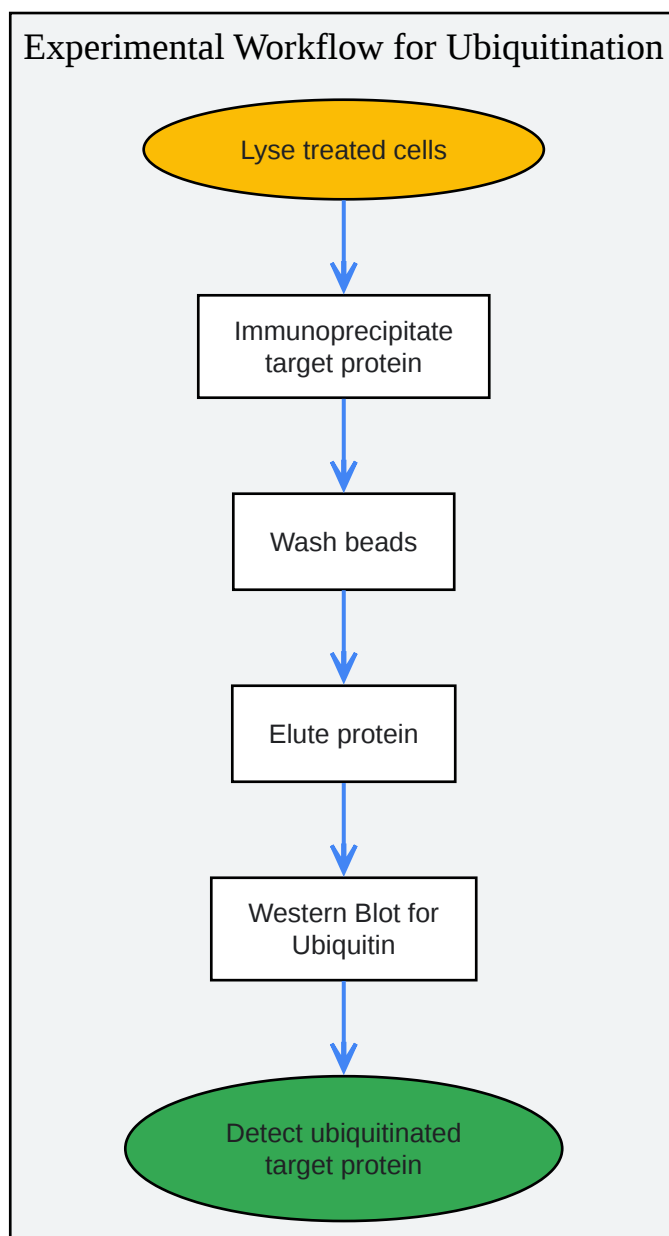 Experimental Workflow for Ubiquitination
Lyse treated cells
Immunoprecipitate
target protein
Wash beads
Elute protein
Western Blot for
Ubiquitin
Detect ubiquitinated
target protein